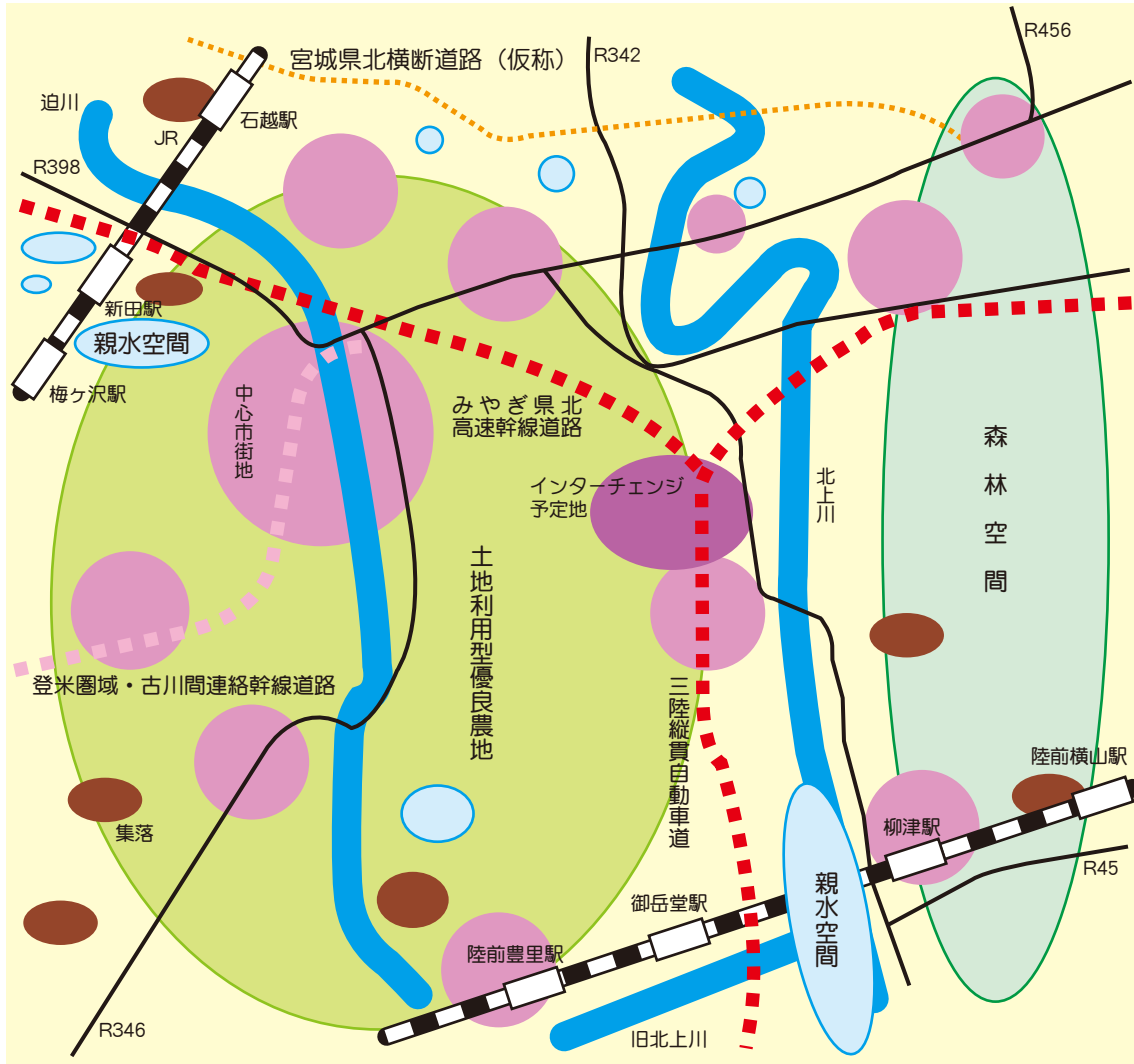 宮城県北横断道路（仮称）
R342
R456
迫川
石越駅
JR
R398
新田駅
親水空間
梅ヶ沢駅
中心市街地
みやぎ県北
高速幹線道路
インターチェンジ
予定地
北上川
森林空間
土地利用型優良農地
登米圏域・古川間連絡幹線道路
三陸縦貫自動車道
陸前横山駅
集落
柳津駅
R45
親水空間
御岳堂駅
陸前豊里駅
R346
旧北上川